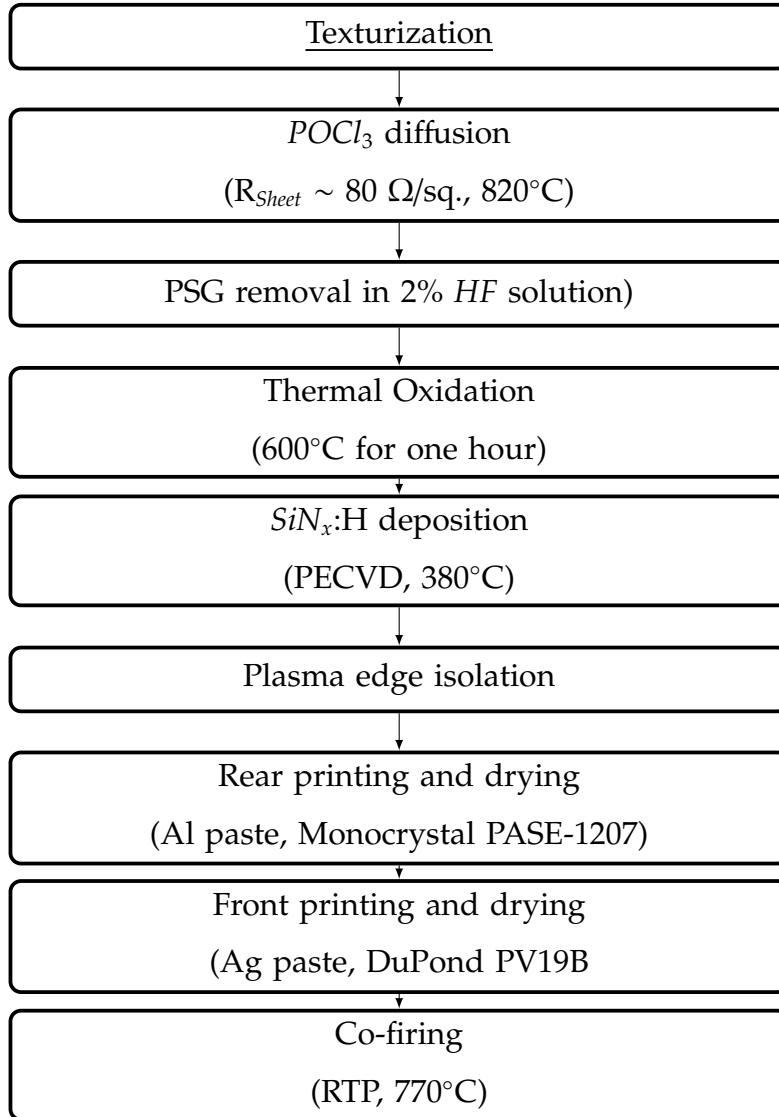 Texturization
POCl₃ diffusion
(R_Sheet ~ 80 Ω/sq., 820°C)
PSG removal in 2% HF solution)
Thermal Oxidation
(600°C for one hour)
SiNₓ:H deposition
(PECVD, 380°C)
Plasma edge isolation
Rear printing and drying
(Al paste, Monocrystal PASE-1207)
Front printing and drying
(Ag paste, DuPond PV19B
Co-firing
(RTP, 770°C)